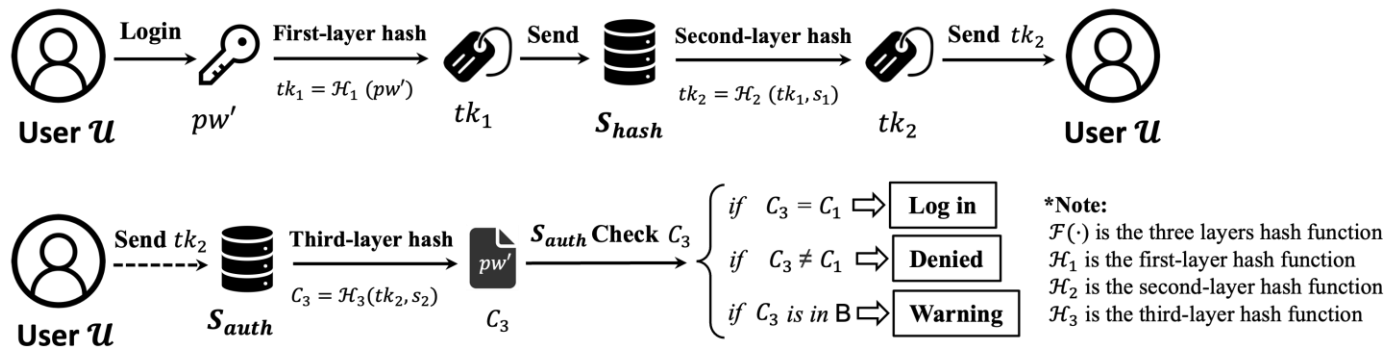 Login
First-layer hash
Send
Second-layer hash
Send tk₂
tk₁ = ℋ₁ (pw′)
tk₂ = ℋ₂ (tk₁, s₁)
User 𝒰
pw′
tk₁
S_hash
tk₂
User 𝒰
Send tk₂
Third-layer hash
S_auth Check C₃
pw′
C₃ = ℋ₃(tk₂, s₂)
User 𝒰
S_auth
C₃
if C₃ = C₁ ⇨ Log in
if C₃ ≠ C₁ ⇨ Denied
if C₃ is in B ⇨ Warning
*Note:
ℱ(·) is the three layers hash function
ℋ₁ is the first-layer hash function
ℋ₂ is the second-layer hash function
ℋ₃ is the third-layer hash function